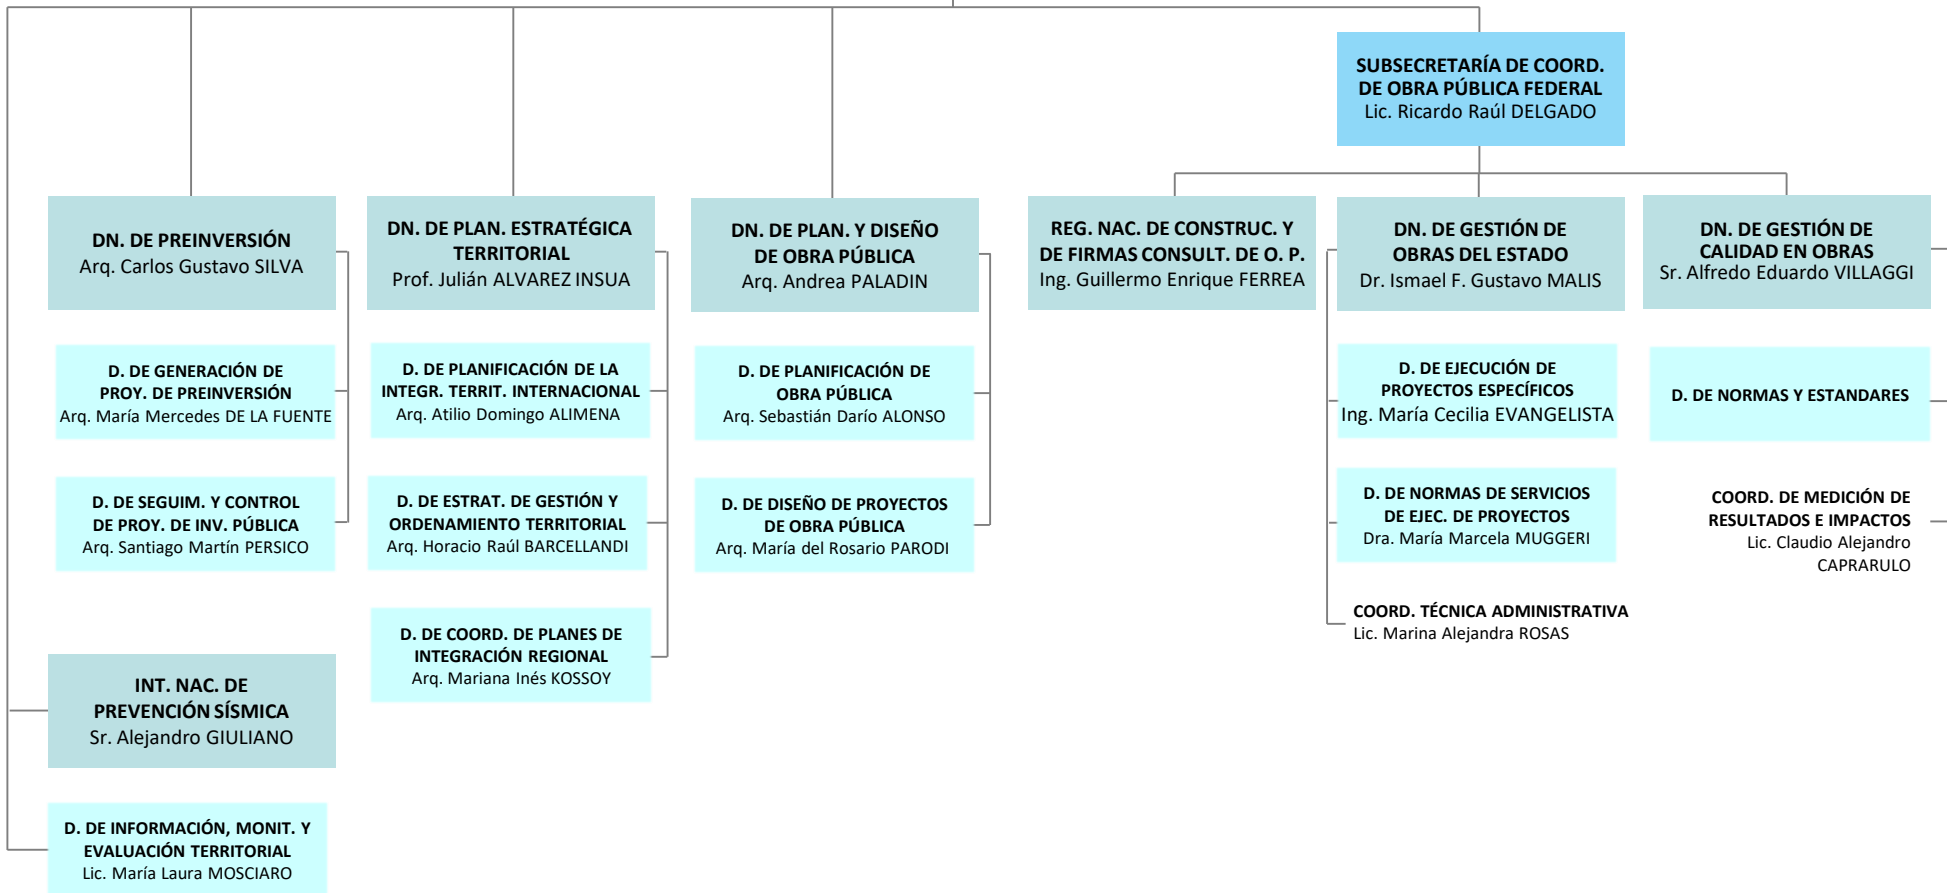 SUBSECRETARÍA DE COORD.
DE OBRA PÚBLICA FEDERAL
Lic. Ricardo Raúl DELGADO
DN. DE PREINVERSIÓN
Arq. Carlos Gustavo SILVA
DN. DE PLAN. ESTRATÉGICA
TERRITORIAL
Prof. Julián ALVAREZ INSUA
DN. DE PLAN. Y DISEÑO
DE OBRA PÚBLICA
Arq. Andrea PALADIN
REG. NAC. DE CONSTRUC. Y
DE FIRMAS CONSULT. DE O. P.
Ing. Guillermo Enrique FERREA
DN. DE GESTIÓN DE
OBRAS DEL ESTADO
Dr. Ismael F. Gustavo MALIS
DN. DE GESTIÓN DE
CALIDAD EN OBRAS
Sr. Alfredo Eduardo VILLAGGI
D. DE GENERACIÓN DE
PROY. DE PREINVERSIÓN
Arq. María Mercedes DE LA FUENTE
D. DE PLANIFICACIÓN DE LA
INTEGR. TERRIT. INTERNACIONAL
Arq. Atilio Domingo ALIMENA
D. DE PLANIFICACIÓN DE
OBRA PÚBLICA
Arq. Sebastián Darío ALONSO
D. DE EJECUCIÓN DE
PROYECTOS ESPECÍFICOS
Ing. María Cecilia EVANGELISTA
D. DE NORMAS Y ESTANDARES
D. DE SEGUIM. Y CONTROL
DE PROY. DE INV. PÚBLICA
Arq. Santiago Martín PERSICO
D. DE ESTRAT. DE GESTIÓN Y
ORDENAMIENTO TERRITORIAL
Arq. Horacio Raúl BARCELLANDI
D. DE DISEÑO DE PROYECTOS
DE OBRA PÚBLICA
Arq. María del Rosario PARODI
D. DE NORMAS DE SERVICIOS
DE EJEC. DE PROYECTOS
Dra. María Marcela MUGGERI
COORD. DE MEDICIÓN DE
RESULTADOS E IMPACTOS
Lic. Claudio Alejandro
CAPRARULO
D. DE COORD. DE PLANES DE
INTEGRACIÓN REGIONAL
Arq. Mariana Inés KOSSOY
COORD. TÉCNICA ADMINISTRATIVA
Lic. Marina Alejandra ROSAS
INT. NAC. DE
PREVENCIÓN SÍSMICA
Sr. Alejandro GIULIANO
D. DE INFORMACIÓN, MONIT. Y
EVALUACIÓN TERRITORIAL
Lic. María Laura MOSCIARO